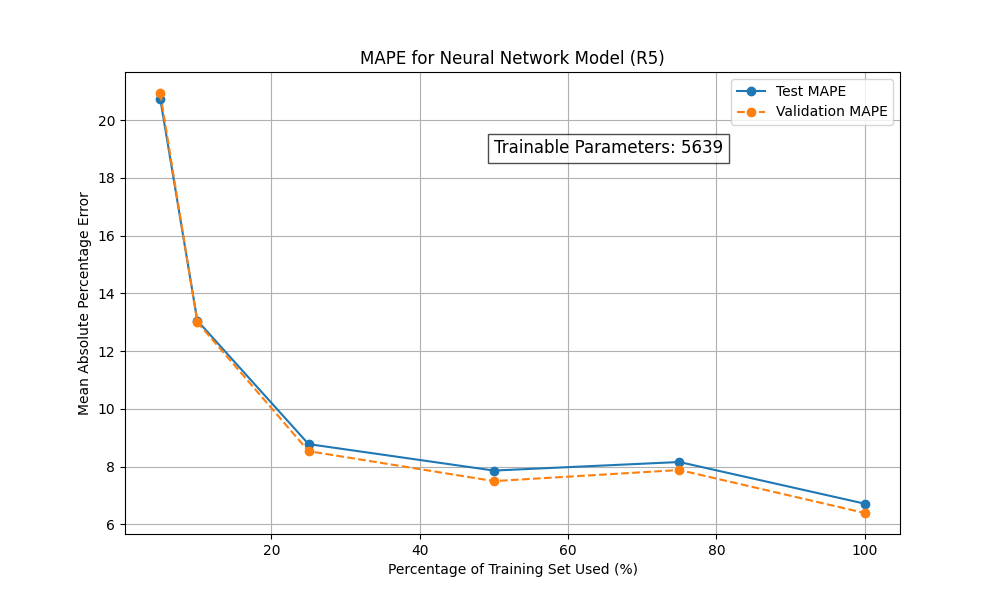 MAPE for Neural Network Model (R5)
Test MAPE
Validation MAPE
Trainable Parameters: 5639
Mean Absolute Percentage Error
20
18
16
14
12
10
8
6
20 40 60 80 100
Percentage of Training Set Used (%)